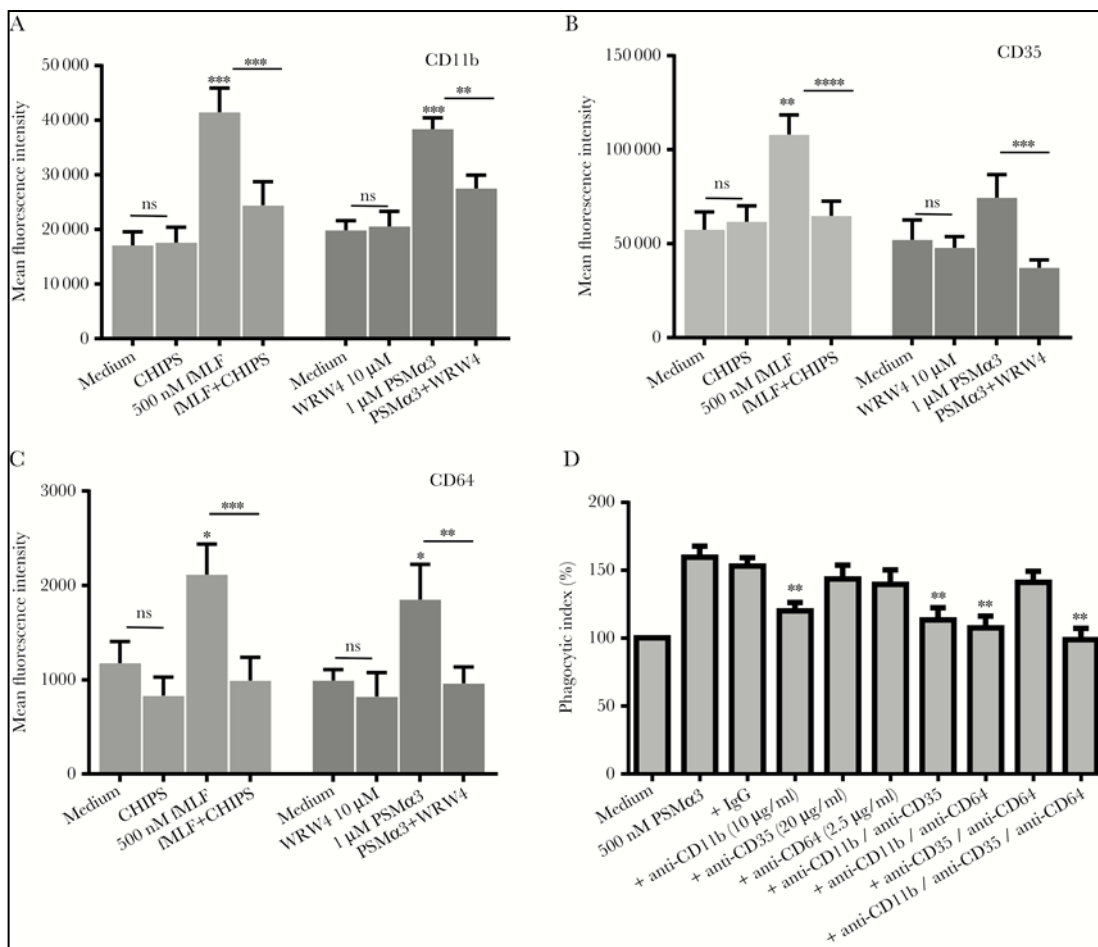 A
CD11b
Mean fluorescence intensity
50 000
40 000
30 000
20 000
10 000
0
ns
***
***
ns
***
**
Medium
CHIPS
500 nM fMLF
fMLF+CHIPS
Medium
WRW4 10 µM
1 µM PSMα3
PSMα3+WRW4
B
CD35
Mean fluorescence intensity
150 000
100 000
50 000
0
ns
**
****
ns
***
Medium
CHIPS
500 nM fMLF
fMLF+CHIPS
Medium
WRW4 10 µM
1 µM PSMα3
PSMα3+WRW4
C
CD64
Mean fluorescence intensity
3000
2000
1000
0
ns
*
***
ns
*
**
Medium
CHIPS
500 nM fMLF
fMLF+CHIPS
Medium
WRW4 10 µM
1 µM PSMα3
PSMα3+WRW4
D
Phagocytic index (%)
200
150
100
50
0
**
**
**
**
Medium
500 nM PSMα3
+ IgG
+ anti-CD11b (10 µg/ml)
+ anti-CD35 (20 µg/ml)
+ anti-CD64 (2.5 µg/ml)
+ anti-CD11b / anti-CD35
+ anti-CD11b / anti-CD64
+ anti-CD35 / anti-CD64
+ anti-CD11b / anti-CD35 / anti-CD64